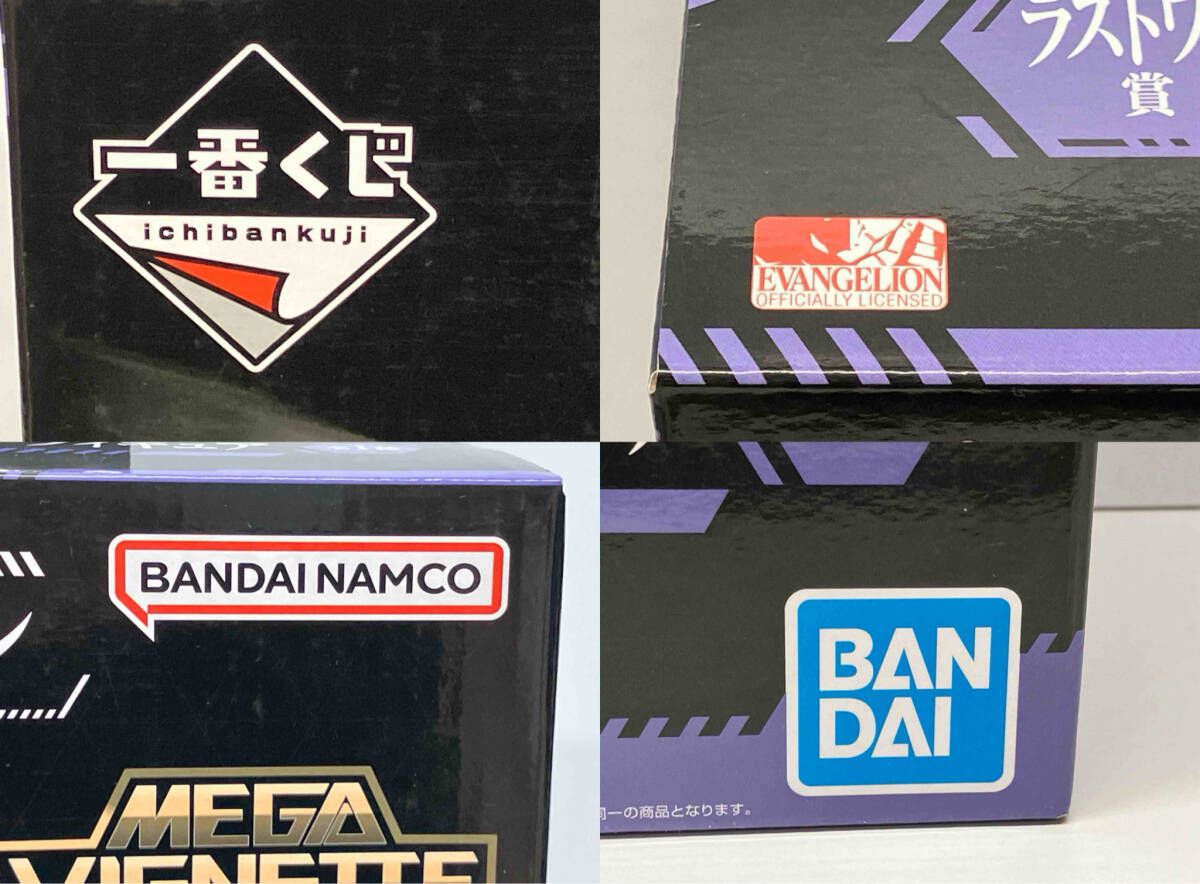 一番くじ
ichibankuji
ラストワ
賞
EVANGELION
OFFICIALLY LICENSED
BANDAI NAMCO
MEGA
VIGNETTE
BAN
DAI
同一の商品となります。